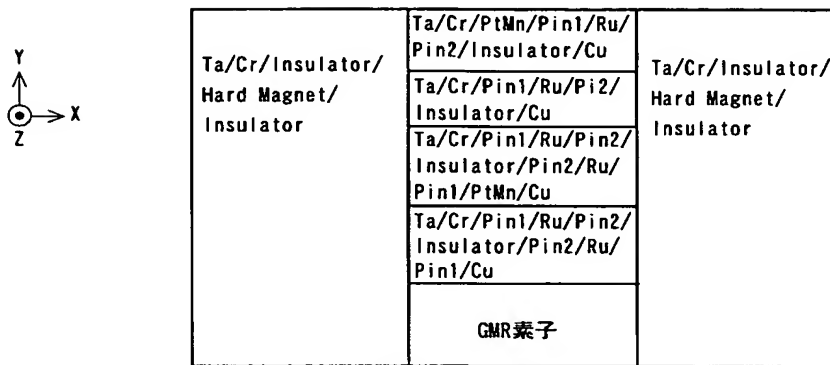 Y
X
Z
Ta/Cr/Insulator/
Hard Magnet/
Insulator
Ta/Cr/PtMn/Pin1/Ru/
Pin2/Insulator/Cu
Ta/Cr/Pin1/Ru/Pi2/
Insulator/Cu
Ta/Cr/Pin1/Ru/Pin2/
Insulator/Pin2/Ru/
Pin1/PtMn/Cu
Ta/Cr/Pin1/Ru/Pin2/
Insulator/Pin2/Ru/
Pin1/Cu
GMR素子
Ta/Cr/Insulator/
Hard Magnet/
Insulator